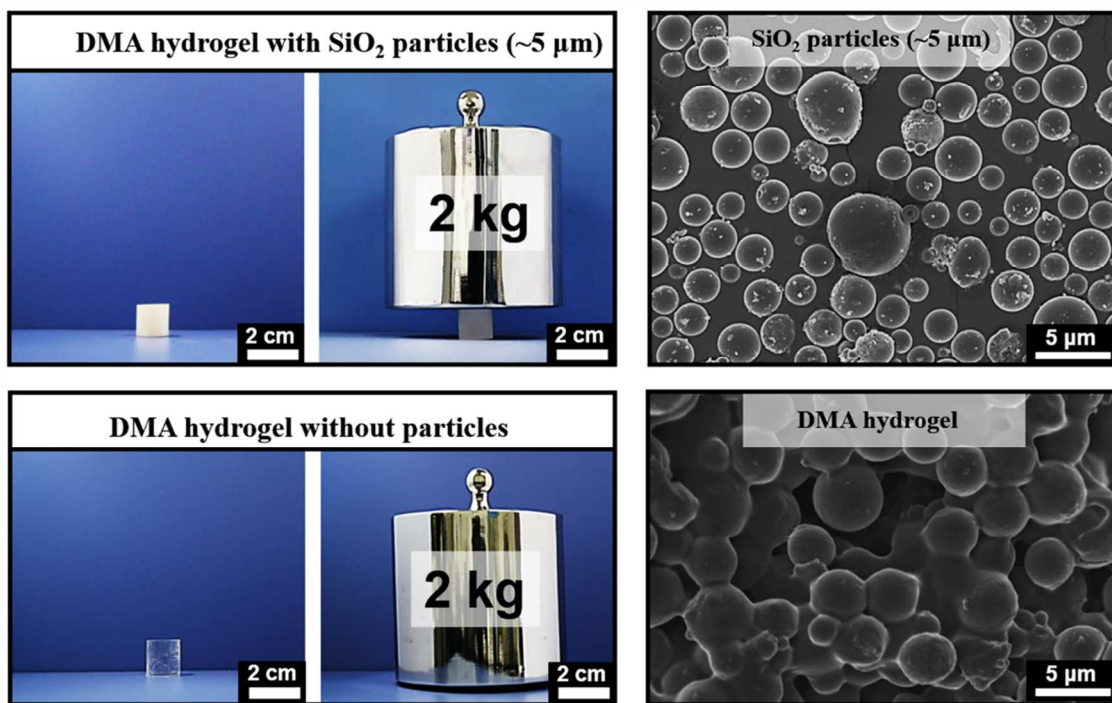 DMA hydrogel with SiO₂ particles (~5 μm)
2 cm
2 kg
2 cm
SiO₂ particles (~5 μm)
5 μm
DMA hydrogel without particles
2 cm
2 kg
2 cm
DMA hydrogel
5 μm